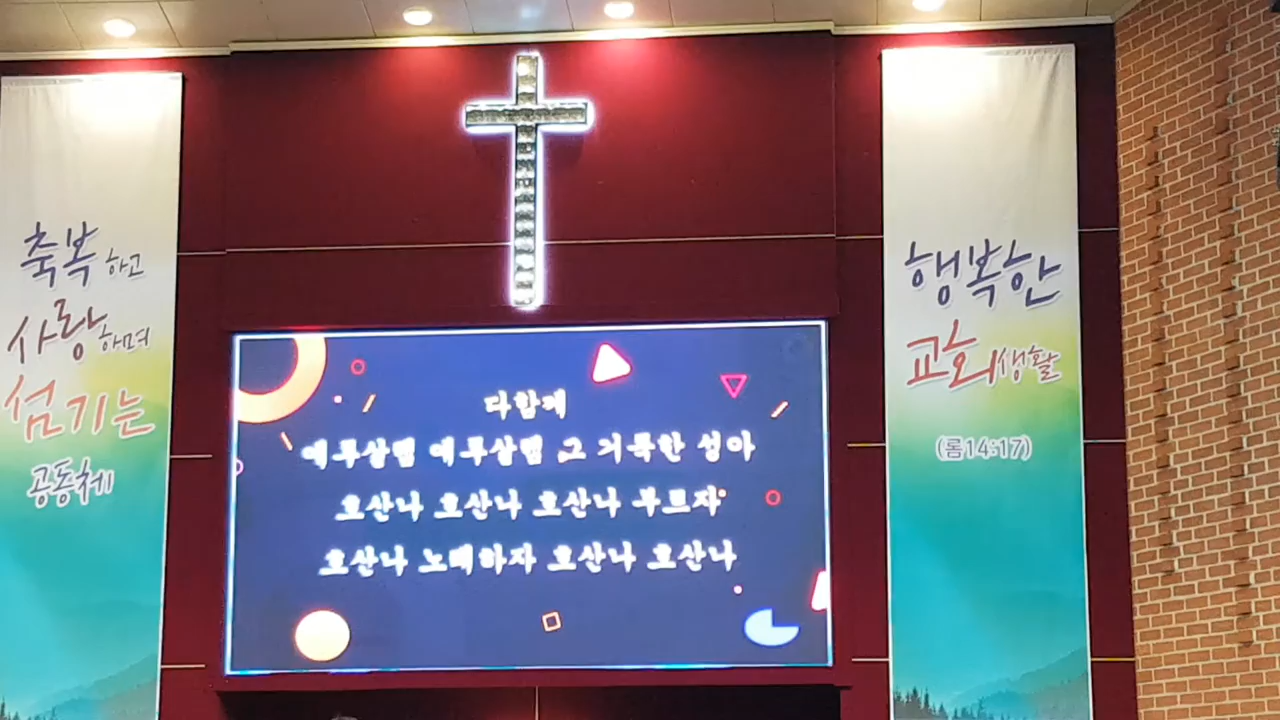 축복하고
사랑하며
섬기는
공동체
다함께
예루살렘 예루살렘 그 거룩한 성아
호산나 호산나 호산나 부르자
호산나 노래하자 호산나 호산나
행복한
교회생활
(롬14:17)